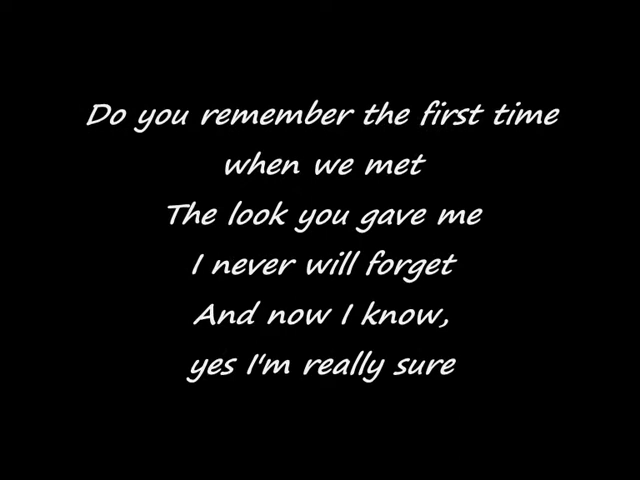 Do you remember the first time
when we met
The look you gave me
I never will forget
And now I know,
yes I'm really sure